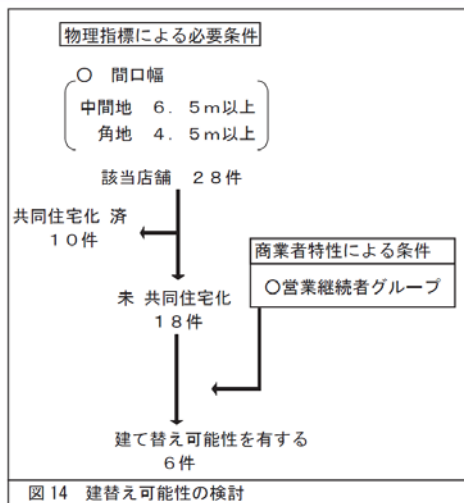 物理指標による必要条件
○ 間口幅
中間地 6.5m以上
角地 4.5m以上
該当店舗 28件
共同住宅化 済
10件
商業者特性による条件
○営業継続者グループ
未 共同住宅化
18件
建て替え可能性を有する
6件
図14 建替え可能性の検討